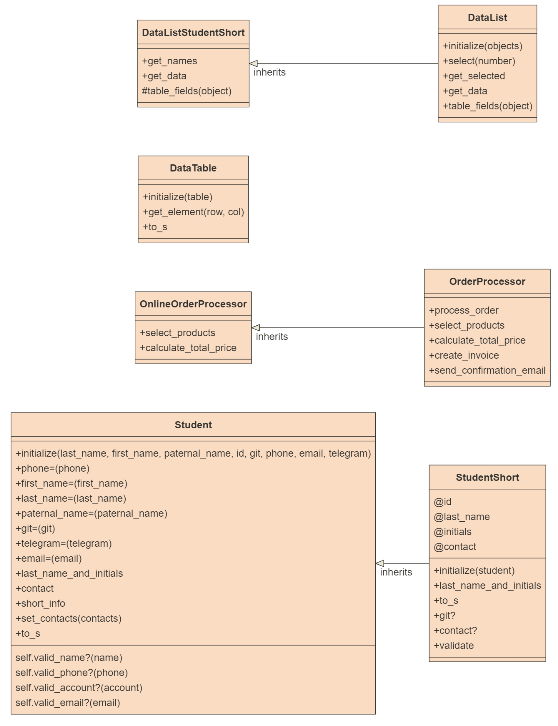 DataListStudentShort
+get_names
+get_data
#table_fields(object)
inherits
DataList
+initialize(objects)
+select(number)
+get_selected
+get_data
+table_fields(object)
DataTable
+initialize(table)
+get_element(row, col)
+to_s
OnlineOrderProcessor
+select_products
+calculate_total_price
inherits
OrderProcessor
+process_order
+select_products
+calculate_total_price
+create_invoice
+send_confirmation_email
Student
+initialize(last_name, first_name, paternal_name, id, git, phone, email, telegram)
+phone=(phone)
+first_name=(first_name)
+last_name=(last_name)
+paternal_name=(paternal_name)
+git=(git)
+telegram=(telegram)
+email=(email)
+last_name_and_initials
+contact
+short_info
+set_contacts(contacts)
+to_s
self.valid_name?(name)
self.valid_phone?(phone)
self.valid_account?(account)
self.valid_email?(email)
inherits
StudentShort
@id
@last_name
@initials
@contact
+initialize(student)
+last_name_and_initials
+to_s
+git?
+contact?
+validate